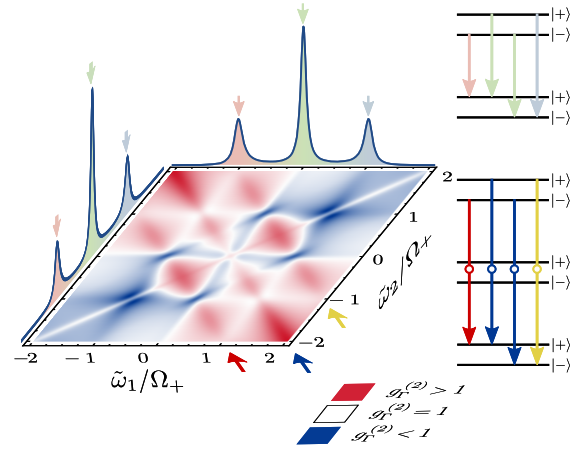 |+⟩
|−⟩
|+⟩
|−⟩
2
1
0
−1
−2
ω̃₂/Ω₊
|+⟩
|−⟩
|+⟩
|−⟩
|+⟩
|−⟩
−2 −1 0 1 2
ω̃₁/Ω₊
g_Γ^(2) > 1
g_Γ^(2) = 1
g_Γ^(2) < 1